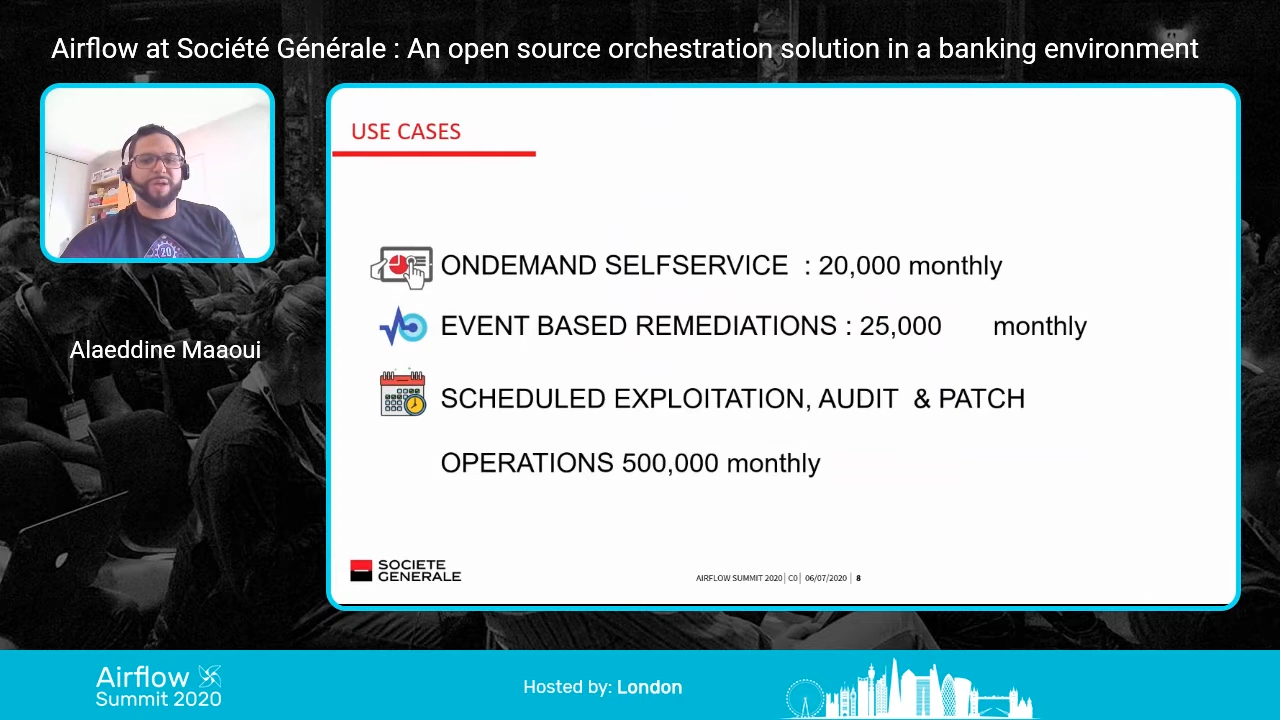 Airflow at Société Générale : An open source orchestration solution in a banking environment
USE CASES
ONDEMAND SELFSERVICE : 20,000 monthly
EVENT BASED REMEDIATIONS : 25,000 monthly
SCHEDULED EXPLOITATION, AUDIT & PATCH
OPERATIONS 500,000 monthly
SOCIETE
GENERALE
AIRFLOW SUMMIT 2020 | C0 | 06/07/2020 | 8
20
Alaeddine Maaoui
Airflow
Summit 2020
Hosted by: London